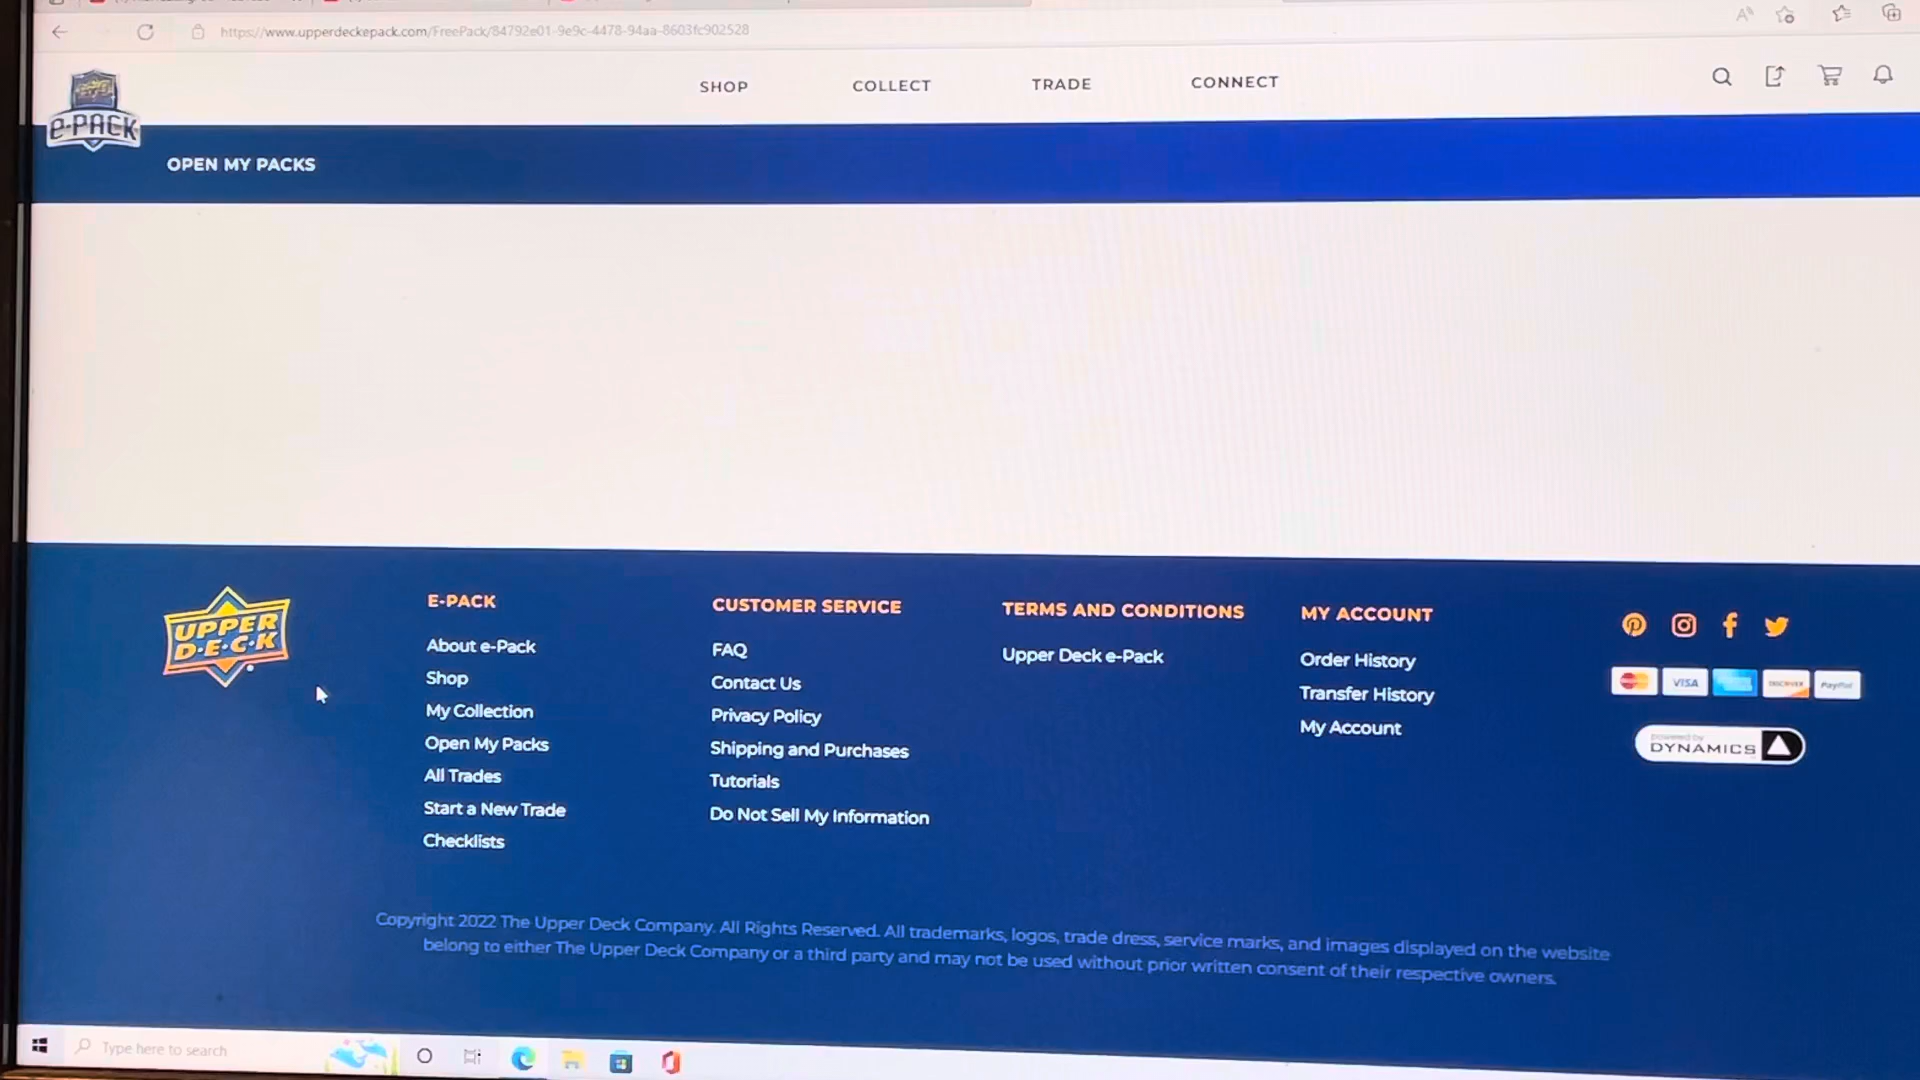 https://www.upperdeckepack.com/FreePack/84792e01-9e9c-4478-94aa-8603fc902528
e-PACK
SHOP
COLLECT
TRADE
CONNECT
OPEN MY PACKS
UPPER
D·E·C·K
E-PACK
About e-Pack
Shop
My Collection
Open My Packs
All Trades
Start a New Trade
Checklists
CUSTOMER SERVICE
FAQ
Contact Us
Privacy Policy
Shipping and Purchases
Tutorials
Do Not Sell My Information
TERMS AND CONDITIONS
Upper Deck e-Pack
MY ACCOUNT
Order History
Transfer History
My Account
VISA
DISCOVER
PayPal
powered by
DYNAMICS
Copyright 2022 The Upper Deck Company. All Rights Reserved. All trademarks, logos, trade dress, service marks, and images displayed on the website
belong to either The Upper Deck Company or a third party and may not be used without prior written consent of their respective owners.
Type here to search